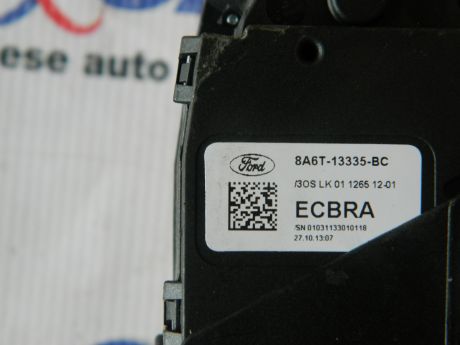 ese auto
Ford
8A6T-13335-BC
/3OS LK 01 1265 12-01
ECBRA
/SN 01031133010118
27.10.13:07